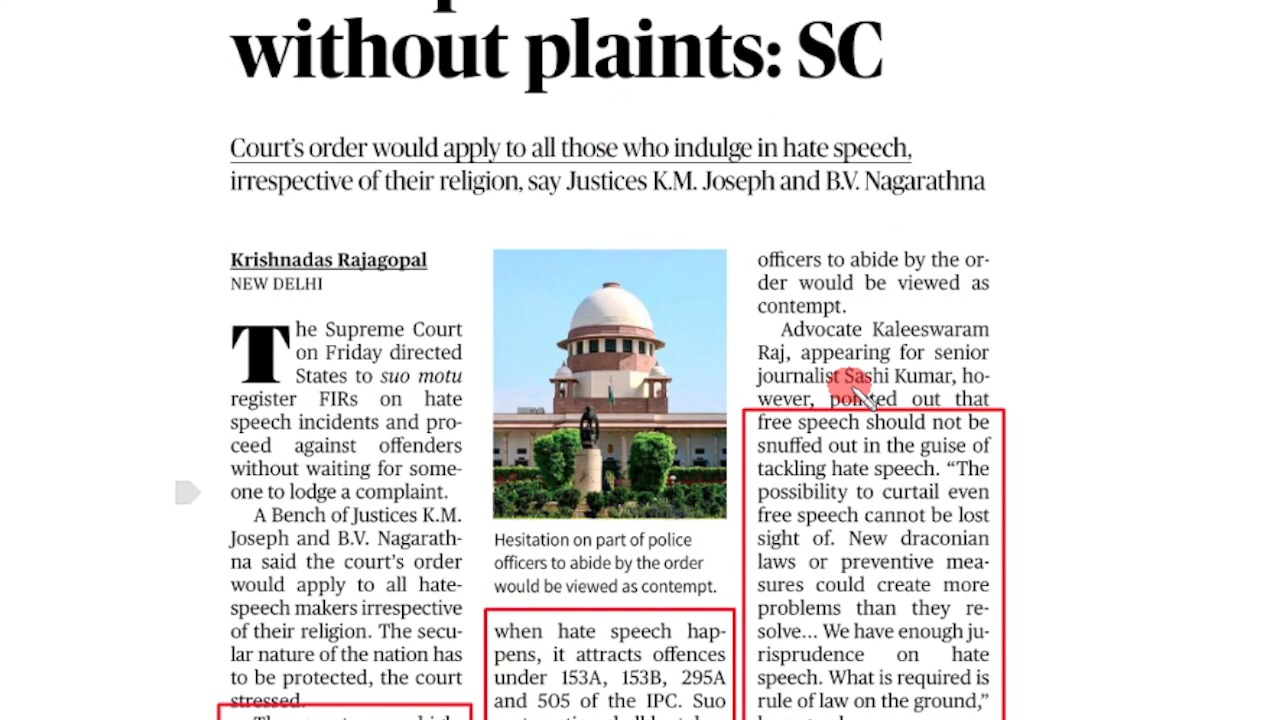 without plaints: SC
Court's order would apply to all those who indulge in hate speech,
irrespective of their religion, say Justices K.M. Joseph and B.V. Nagarathna
Krishnadas Rajagopal
NEW DELHI
The Supreme Court
on Friday directed
States to suo motu
register FIRs on hate
speech incidents and pro-
ceed against offenders
without waiting for some-
one to lodge a complaint.
A Bench of Justices K.M.
Joseph and B.V. Nagarath-
na said the court's order
would apply to all hate-
speech makers irrespective
of their religion. The secu-
lar nature of the nation has
to be protected, the court
stressed.
Hesitation on part of police
officers to abide by the order
would be viewed as contempt.
when hate speech hap-
pens, it attracts offences
under 153A, 153B, 295A
and 505 of the IPC. Suo
officers to abide by the or-
der would be viewed as
contempt.
Advocate Kaleeswaram
Raj, appearing for senior
journalist Sashi Kumar, ho-
wever, pointed out that
free speech should not be
snuffed out in the guise of
tackling hate speech. “The
possibility to curtail even
free speech cannot be lost
sight of. New draconian
laws or preventive mea-
sures could create more
problems than they re-
solve... We have enough ju-
risprudence on hate
speech. What is required is
rule of law on the ground,”